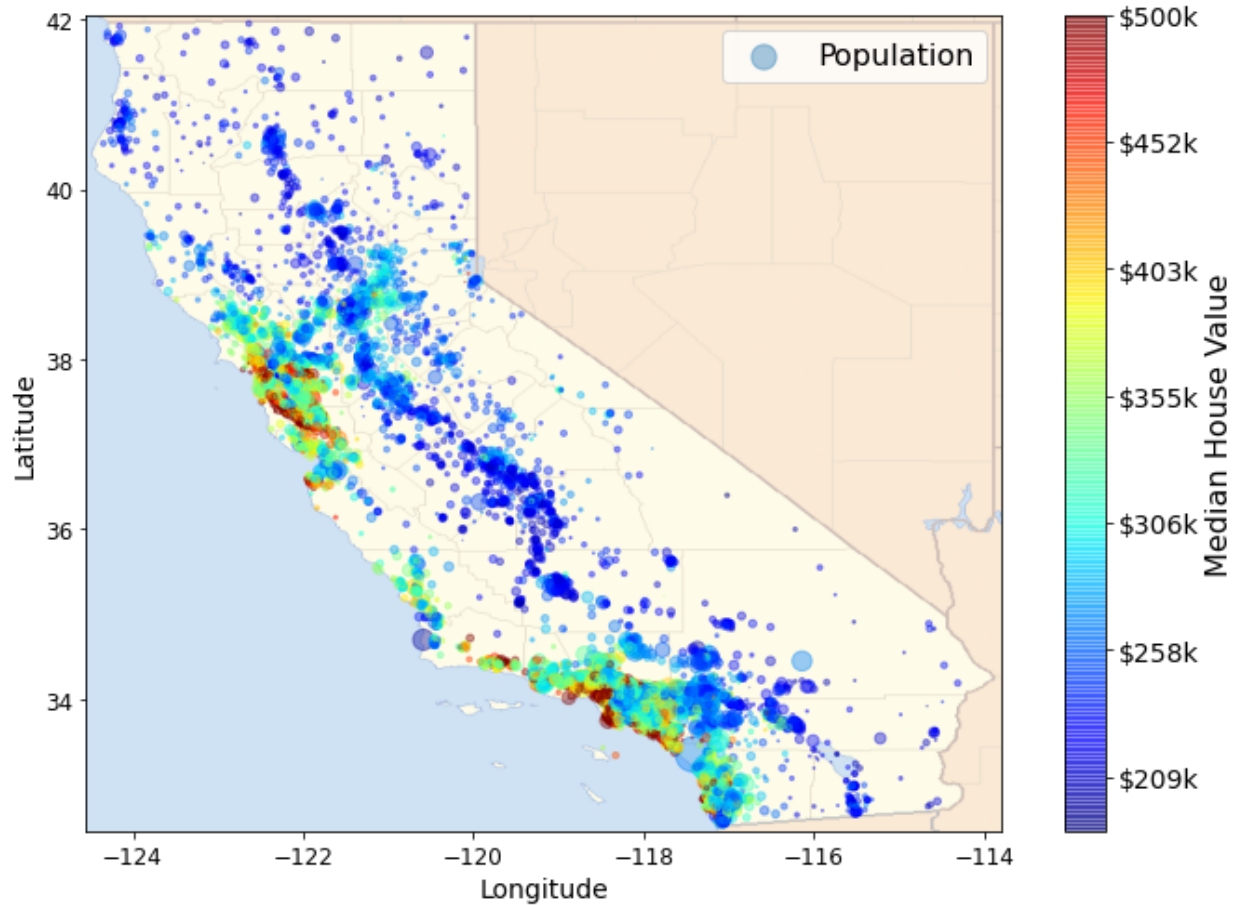 Population
42
40
38
36
34
Latitude
−124
−122
−120
−118
−116
−114
Longitude
$500k
$452k
$403k
$355k
$306k
$258k
$209k
Median House Value